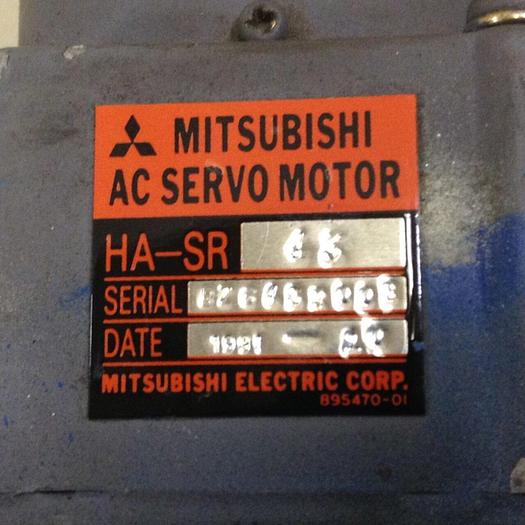 MITSUBISHI
AC SERVO MOTOR
HA-SR
SERIAL
DATE
MITSUBISHI ELECTRIC CORP.
895470-01